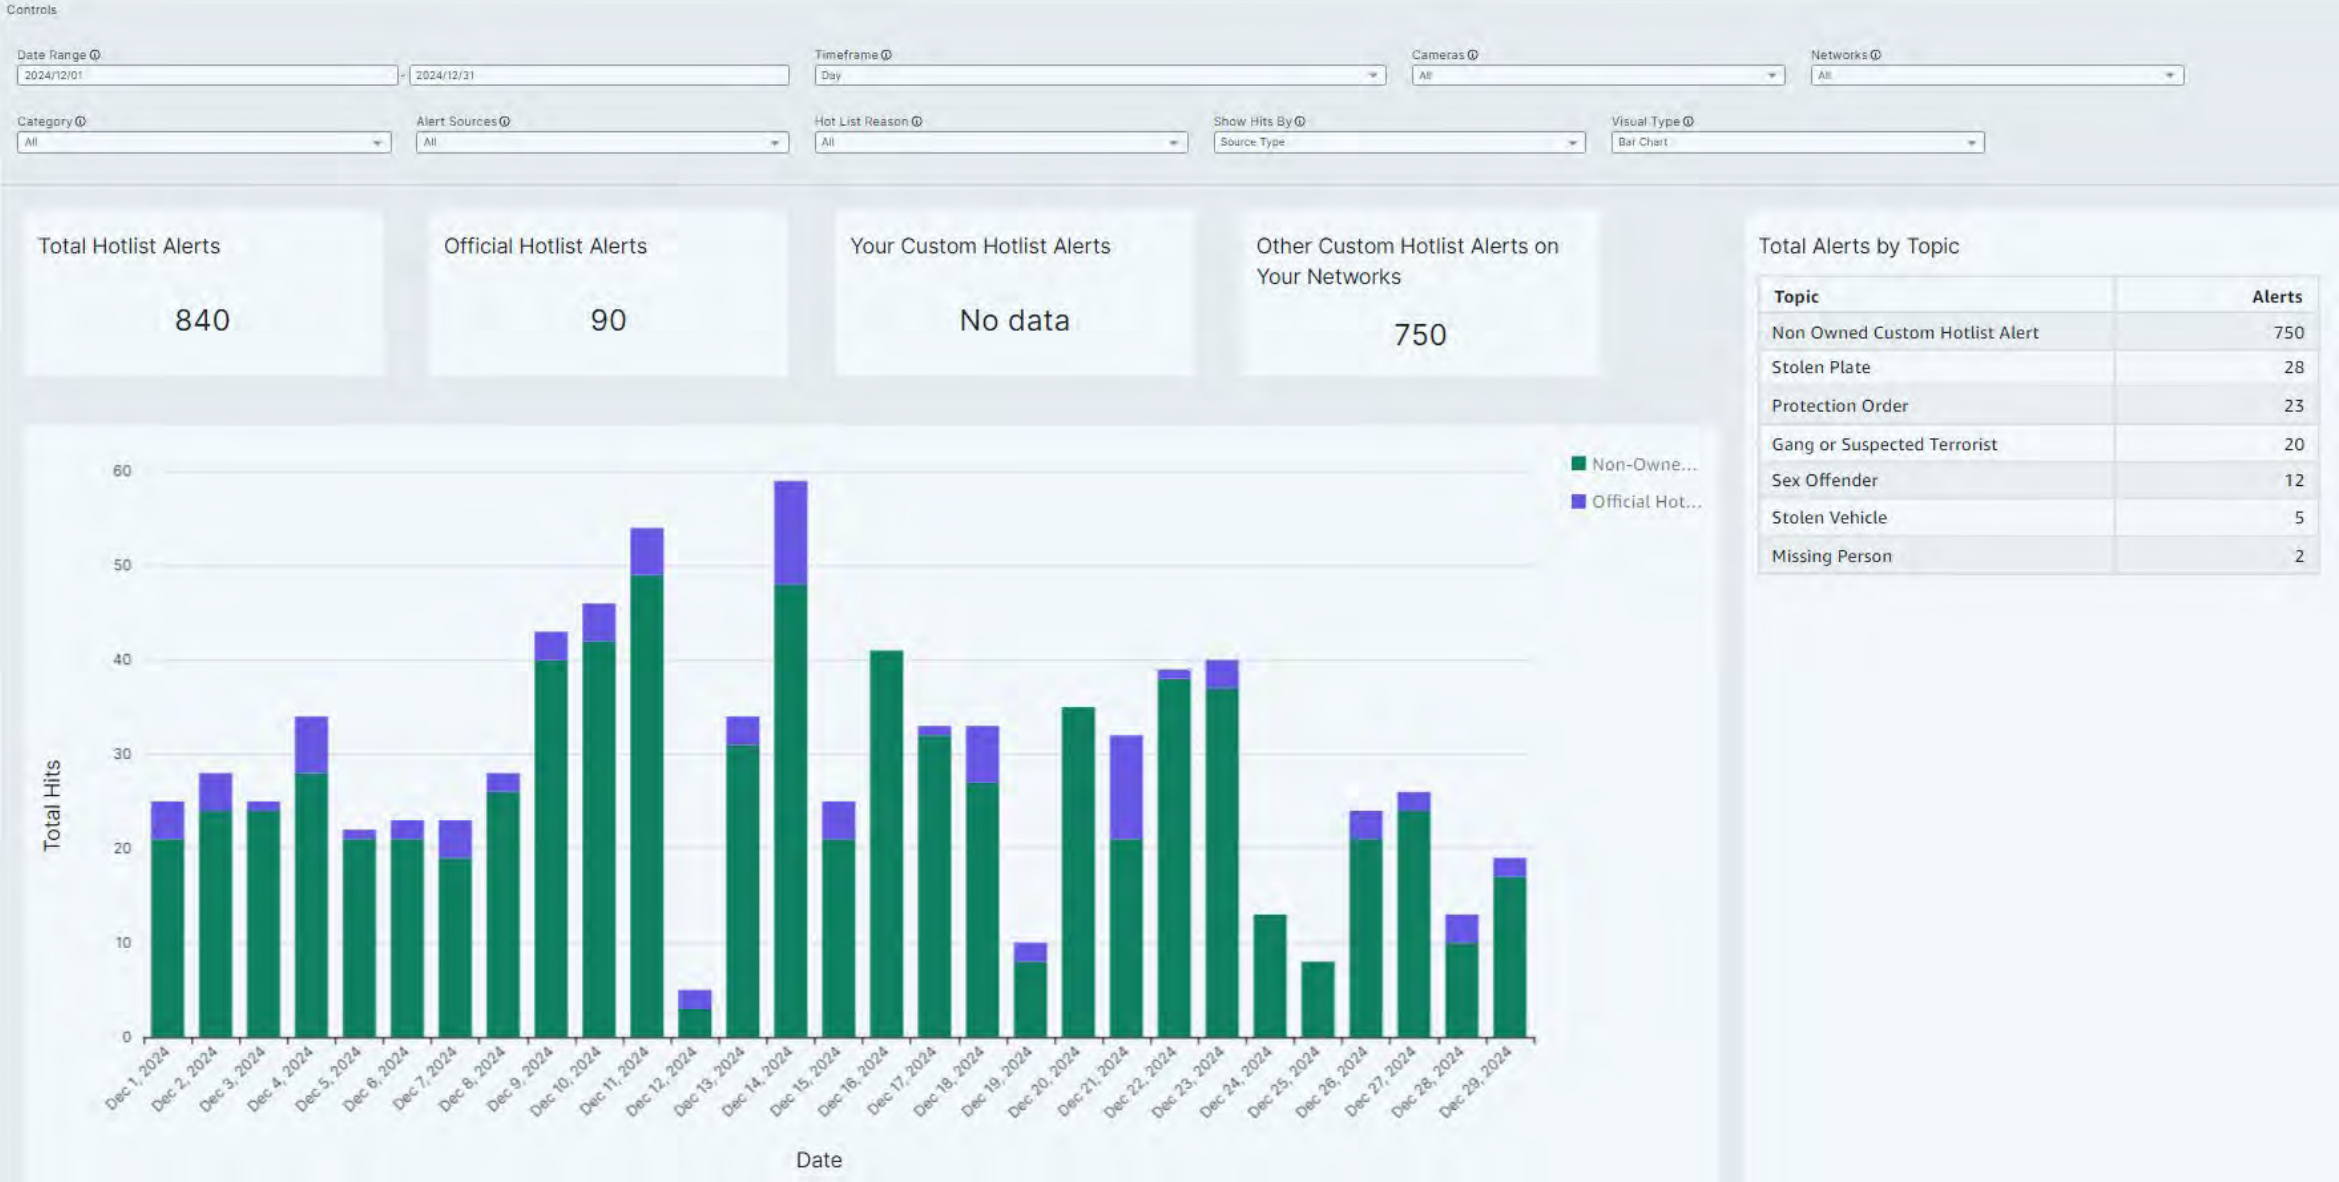 Controls
Date Range
2024/12/01 - 2024/12/31
Timeframe
Day
Cameras
All
Networks
All
Category
All
Alert Sources
All
Hot List Reason
All
Show Hits By
Source Type
Visual Type
Bar Chart
Total Hotlist Alerts
840
Official Hotlist Alerts
90
Your Custom Hotlist Alerts
No data
Other Custom Hotlist Alerts on
Your Networks
750
Total Alerts by Topic
Topic Alerts
Non Owned Custom Hotlist Alert 750
Stolen Plate 28
Protection Order 23
Gang or Suspected Terrorist 20
Sex Offender 12
Stolen Vehicle 5
Missing Person 2
Non-Owne...
Official Hot...
Total Hits
60
50
40
30
20
10
0
Dec 1, 2024
Dec 2, 2024
Dec 3, 2024
Dec 4, 2024
Dec 5, 2024
Dec 6, 2024
Dec 7, 2024
Dec 8, 2024
Dec 9, 2024
Dec 10, 2024
Dec 11, 2024
Dec 12, 2024
Dec 13, 2024
Dec 14, 2024
Dec 15, 2024
Dec 16, 2024
Dec 17, 2024
Dec 18, 2024
Dec 19, 2024
Dec 20, 2024
Dec 21, 2024
Dec 22, 2024
Dec 23, 2024
Dec 24, 2024
Dec 25, 2024
Dec 26, 2024
Dec 27, 2024
Dec 28, 2024
Dec 29, 2024
Date